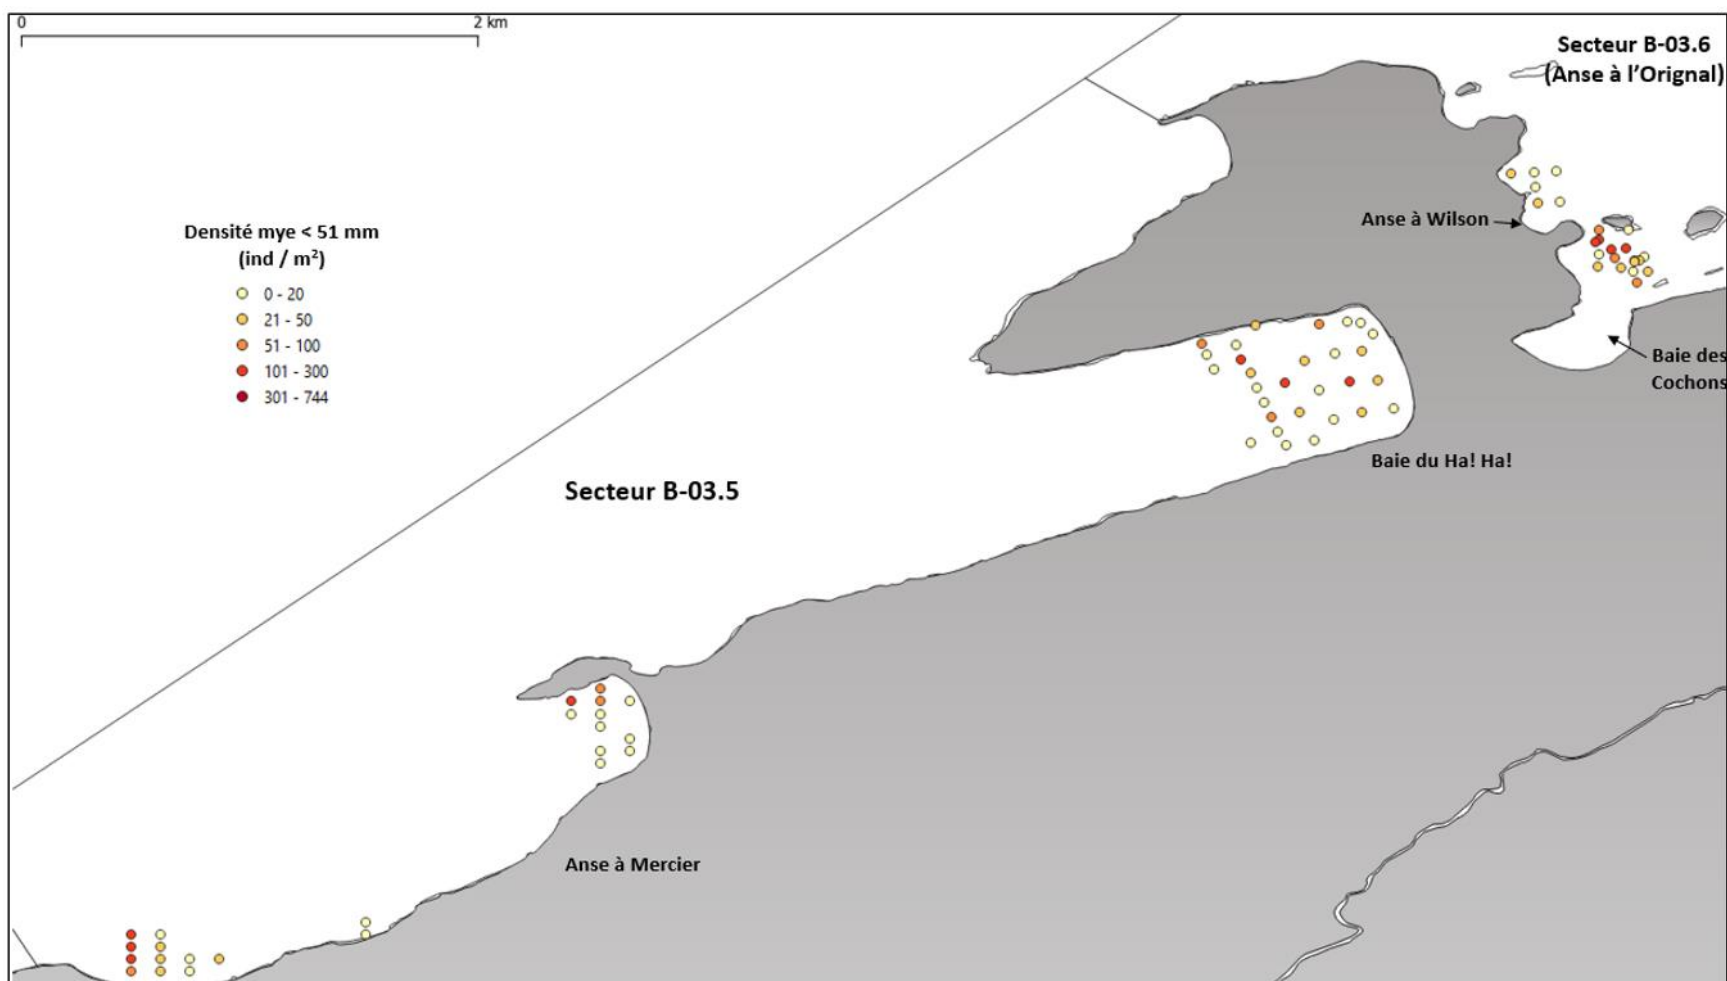 0 2 km
Secteur B-03.6
(Anse à l'Orignal)
Densité mye < 51 mm
(ind / m²)
0 - 20
21 - 50
51 - 100
101 - 300
301 - 744
Anse à Wilson
Baie des
Cochons
Baie du Ha! Ha!
Secteur B-03.5
Anse à Mercier